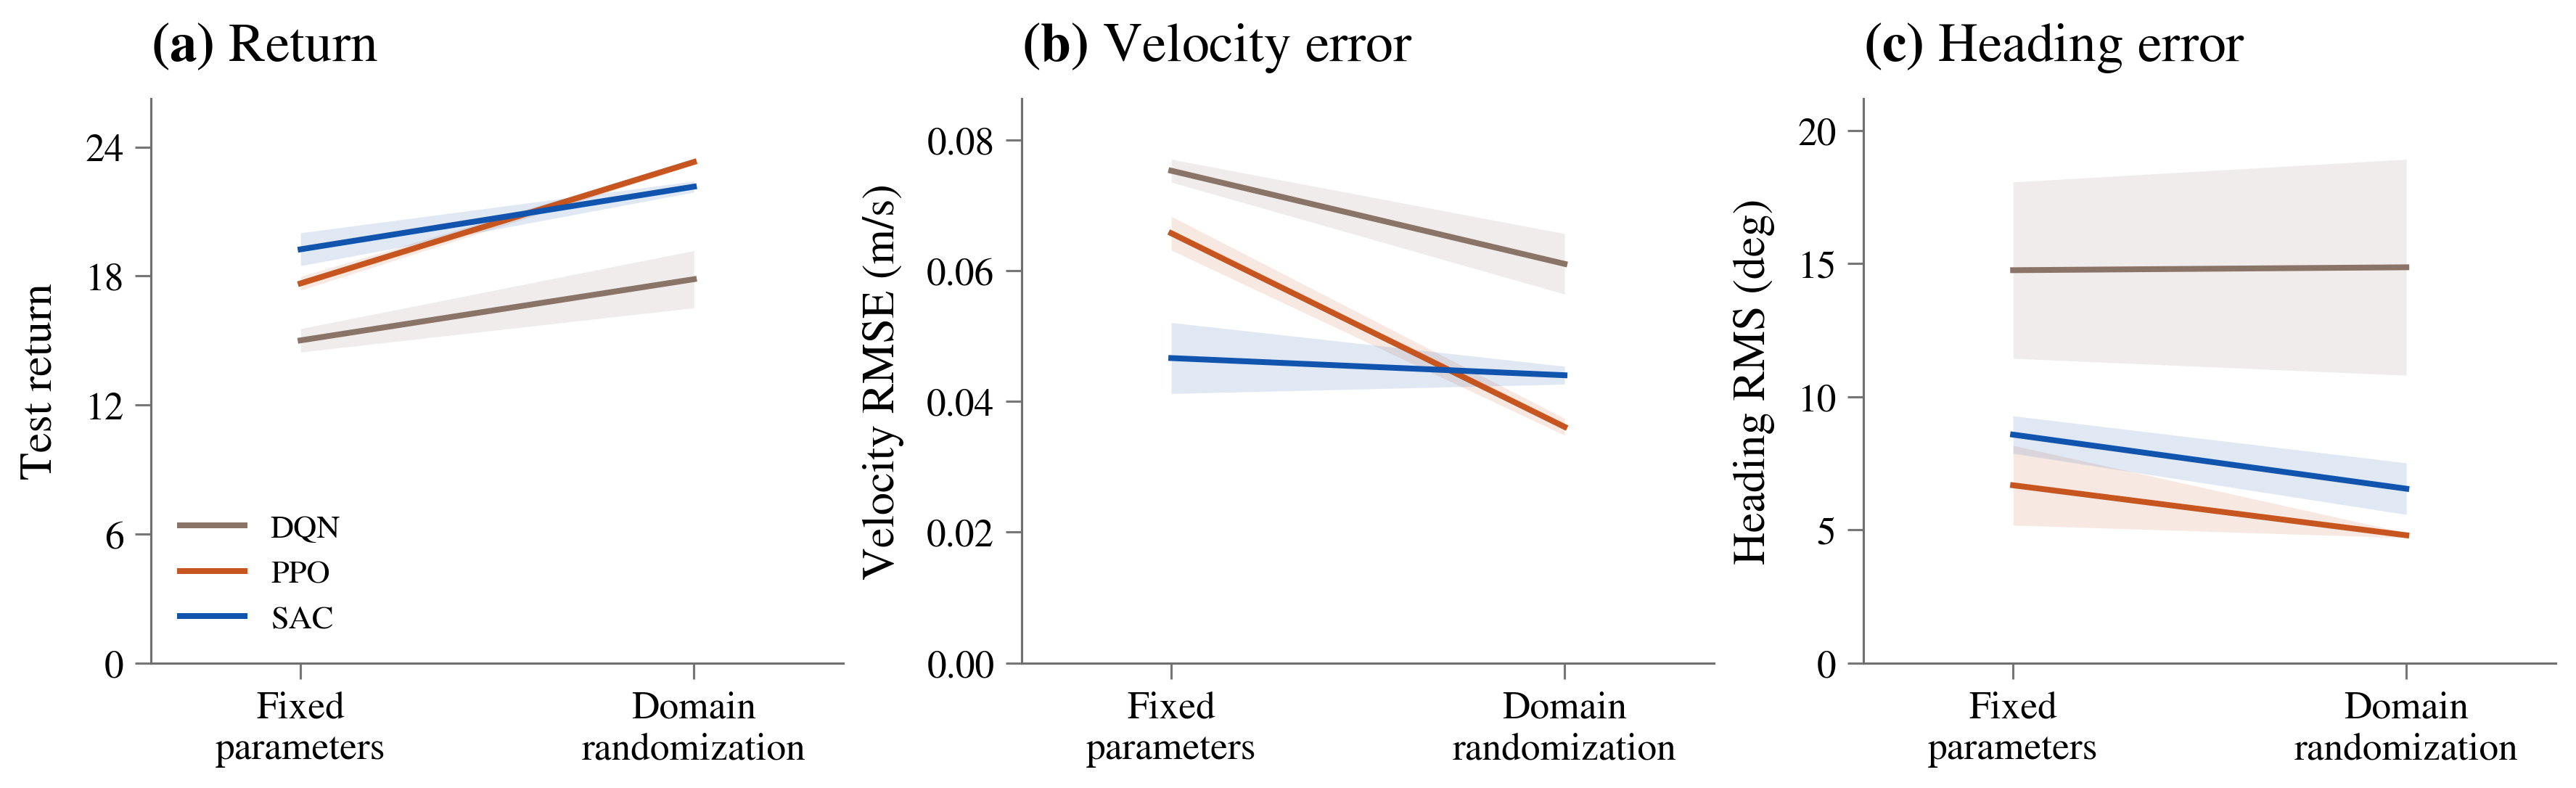 (a) Return
Test return
24
18
12
6
0
DQN
PPO
SAC
Fixed
parameters
Domain
randomization
(b) Velocity error
Velocity RMSE (m/s)
0.08
0.06
0.04
0.02
0.00
Fixed
parameters
Domain
randomization
(c) Heading error
Heading RMS (deg)
20
15
10
5
0
Fixed
parameters
Domain
randomization